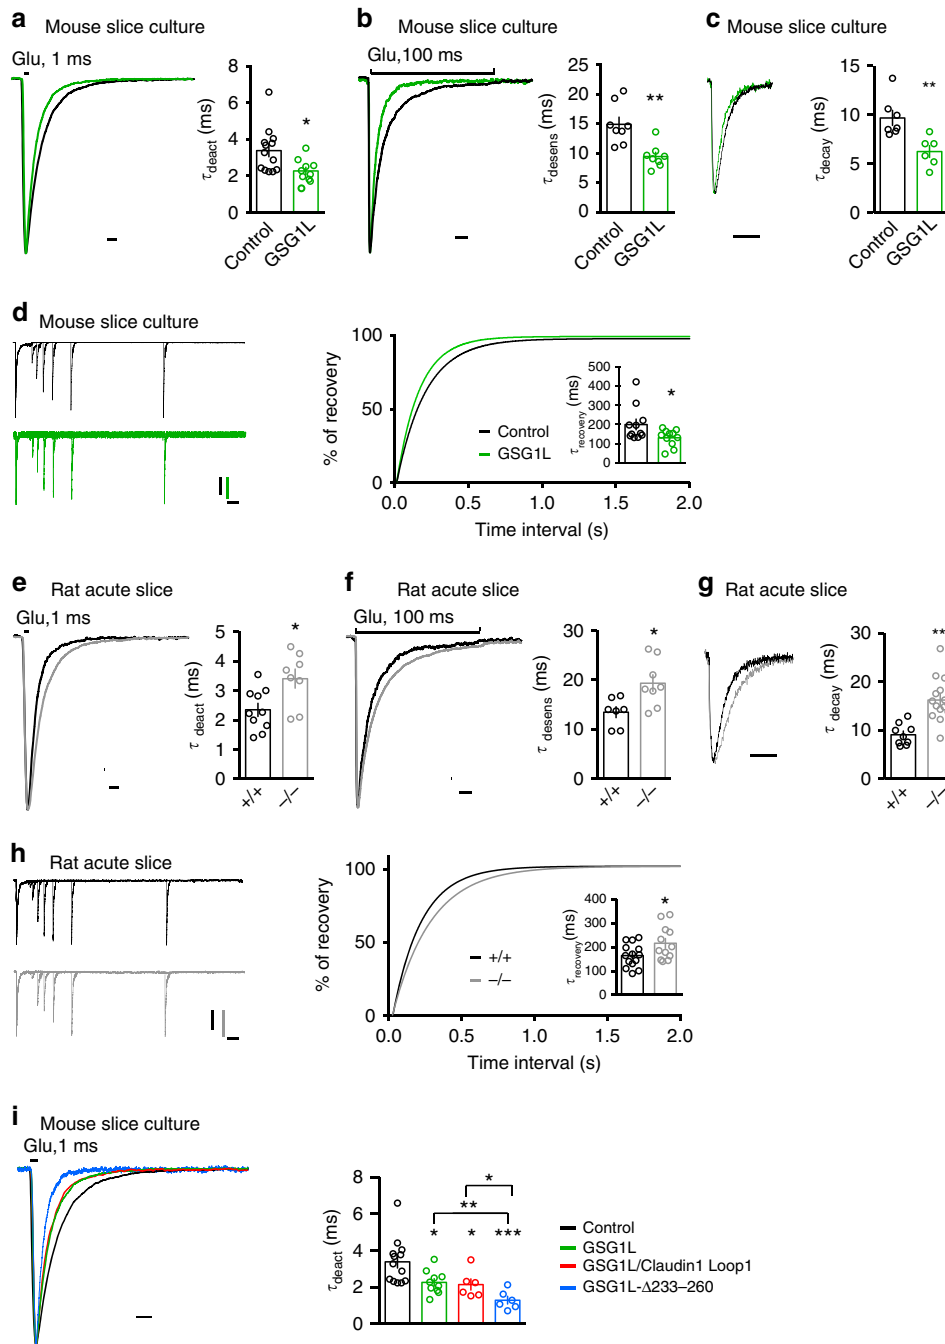 a Mouse slice culture
Glu, 1 ms
τdeact (ms)
8
6
4
2
0
*
Control
GSG1L
b Mouse slice culture
Glu,100 ms
τdesens (ms)
25
20
15
10
5
0
**
Control
GSG1L
c Mouse slice culture
τdecay (ms)
15
10
5
0
**
Control
GSG1L
d Mouse slice culture
% of recovery
100
50
0
0.0 0.5 1.0 1.5 2.0
Time interval (s)
Control
GSG1L
τrecovery (ms)
500
400
300
200
100
0
*
e Rat acute slice
Glu,1 ms
τ deact (ms)
5
4
3
2
1
0
*
+/+
–/–
f Rat acute slice
Glu, 100 ms
τ desens (ms)
30
20
10
0
*
+/+
–/–
g Rat acute slice
τ decay (ms)
30
20
10
0
**
+/+
–/–
h Rat acute slice
% of recovery
100
50
0
0.0 0.5 1.0 1.5 2.0
Time interval (s)
+/+
–/–
τrecovery (ms)
400
300
200
100
0
*
i Mouse slice culture
Glu,1 ms
τdeact (ms)
8
6
4
2
0
*
**
* * ***
Control
GSG1L
GSG1L/Claudin1 Loop1
GSG1L-Δ233–260